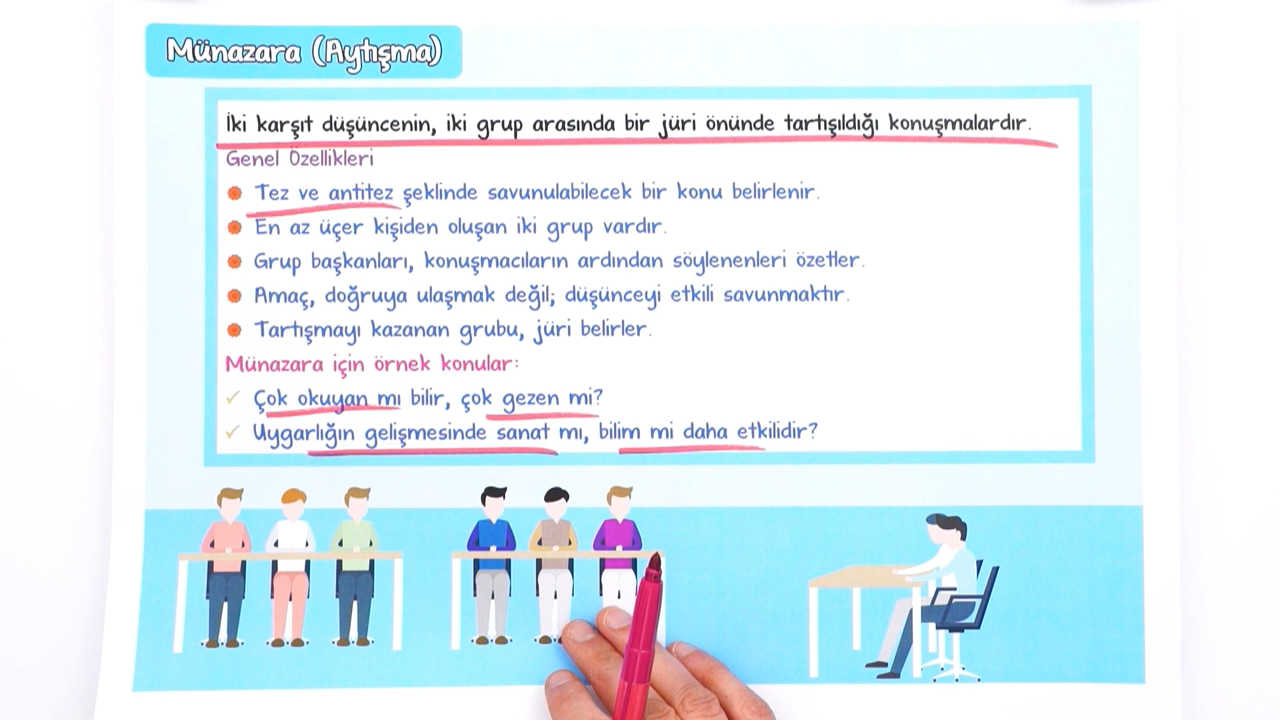 Münazara (Aytışma)
İki karşıt düşüncenin, iki grup arasında bir jüri önünde tartışıldığı konuşmalardır.
Genel Özellikleri
Tez ve antitez şeklinde savunulabilecek bir konu belirlenir.
En az üçer kişiden oluşan iki grup vardır.
Grup başkanları, konuşmacıların ardından söylenenleri özetler.
Amaç, doğruya ulaşmak değil; düşünceyi etkili savunmaktır.
Tartışmayı kazanan grubu, jüri belirler.
Münazara için örnek konular:
Çok okuyan mı bilir, çok gezen mi?
Uygarlığın gelişmesinde sanat mı, bilim mi daha etkilidir?